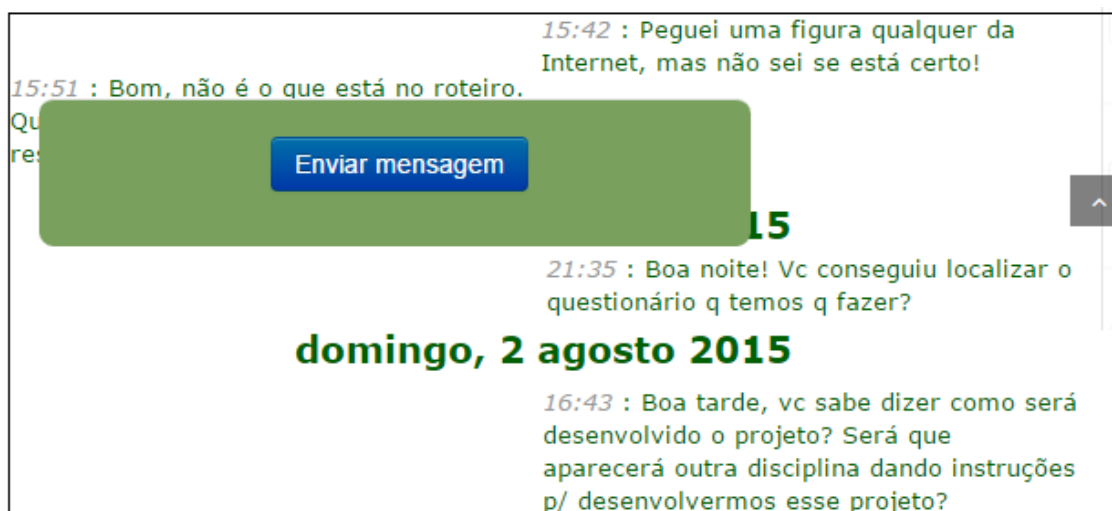 15:42 : Peguei uma figura qualquer da
Internet, mas não sei se está certo!
15:51 : Bom, não é o que está no roteiro.
Enviar mensagem
15
21:35 : Boa noite! Vc conseguiu localizar o
questionário q temos q fazer?
domingo, 2 agosto 2015
16:43 : Boa tarde, vc sabe dizer como será
desenvolvido o projeto? Será que
aparecerá outra disciplina dando instruções
p/ desenvolvermos esse projeto?